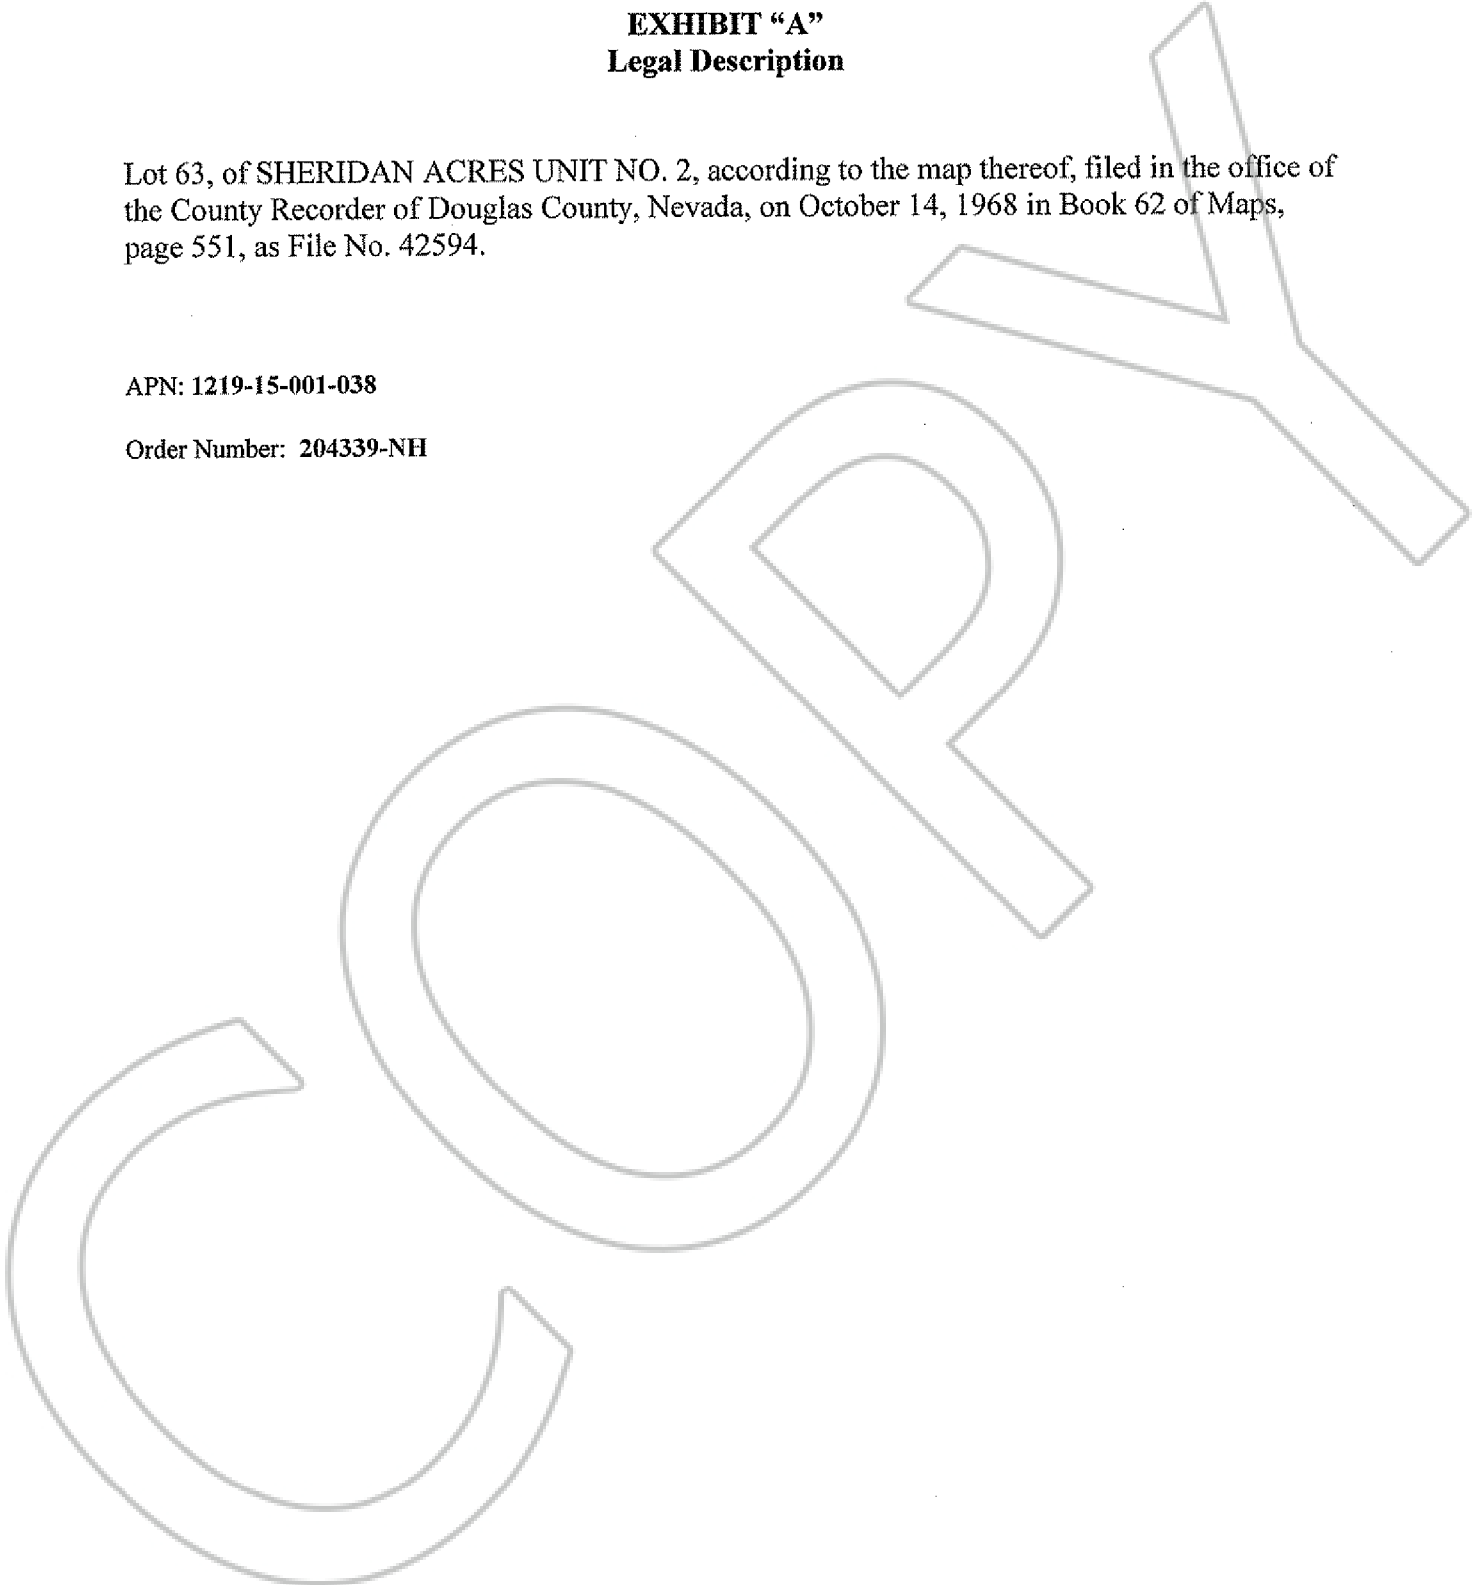 EXHIBIT “A”
Legal Description
Lot 63, of SHERIDAN ACRES UNIT NO. 2, according to the map thereof, filed in the office of
the County Recorder of Douglas County, Nevada, on October 14, 1968 in Book 62 of Maps,
page 551, as File No. 42594.
APN: 1219-15-001-038
Order Number: 204339-NH
COPY